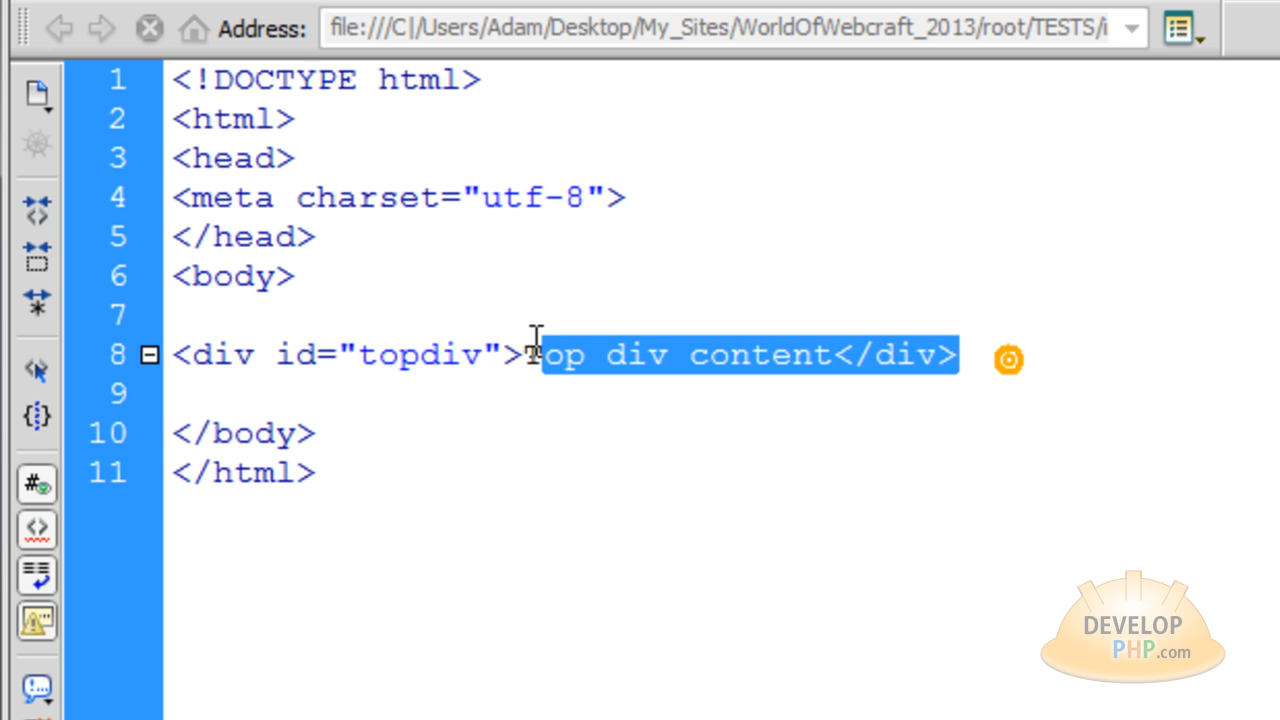 Address: file:///C|/Users/Adam/Desktop/My_Sites/WorldOfWebcraft_2013/root/TESTS/i
1 <!DOCTYPE html>
2 <html>
3 <head>
4 <meta charset="utf-8">
5 </head>
6 <body>
7
8 <div id="topdiv">Top div content</div>
9
10 </body>
11 </html>
DEVELOP
PHP.com